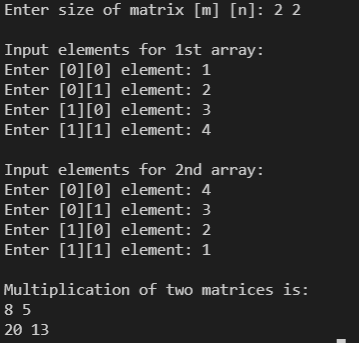 Enter size of matrix [m] [n]: 2 2
Input elements for 1st array:
Enter [0][0] element: 1
Enter [0][1] element: 2
Enter [1][0] element: 3
Enter [1][1] element: 4
Input elements for 2nd array:
Enter [0][0] element: 4
Enter [0][1] element: 3
Enter [1][0] element: 2
Enter [1][1] element: 1
Multiplication of two matrices is:
8 5
20 13